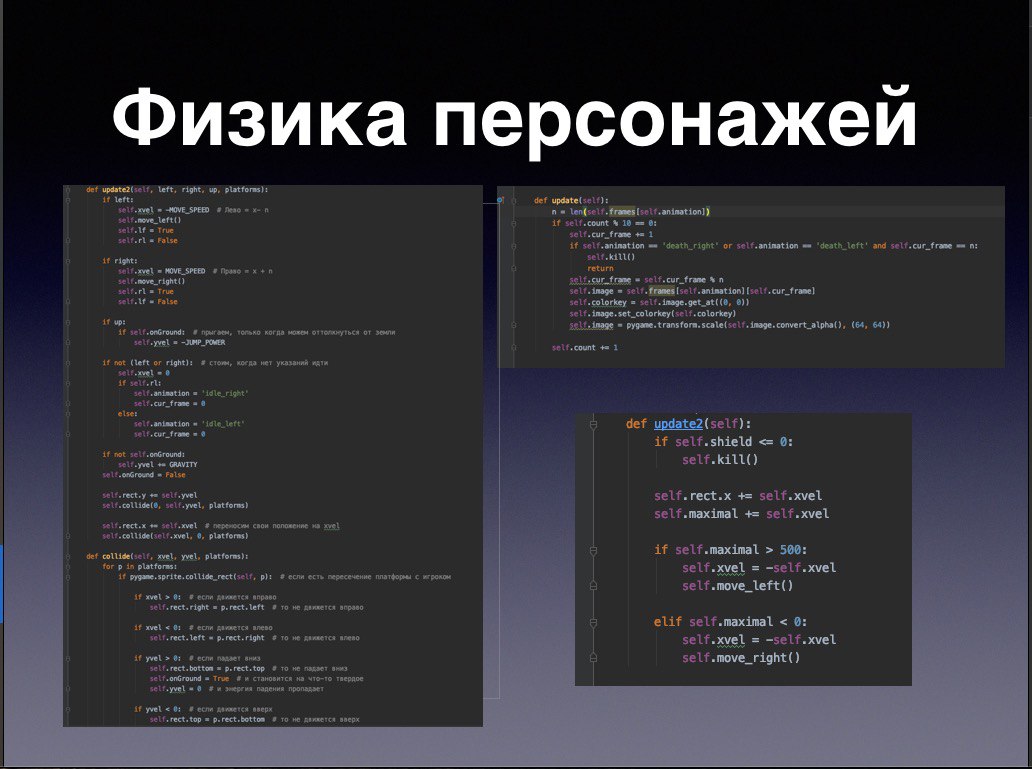 Физика персонажей
def update2(self, left, right, up, platforms):
if left:
self.xvel = -MOVE_SPEED # Лево = x- n
self.move_left()
self.lf = True
self.rl = False
if right:
self.xvel = MOVE_SPEED # Право = x + n
self.move_right()
self.rl = True
self.lf = False
if up:
if self.onGround: # прыгаем, только когда можем оттолкнуться от земли
self.yvel = -JUMP_POWER
if not (left or right): # стоим, когда нет указаний идти
self.xvel = 0
if self.rl:
self.animation = 'idle_right'
self.cur_frame = 0
else:
self.animation = 'idle_left'
self.cur_frame = 0
if not self.onGround:
self.yvel += GRAVITY
self.onGround = False
self.rect.y += self.yvel
self.collide(0, self.yvel, platforms)
self.rect.x += self.xvel # переносим свои положение на xvel
self.collide(self.xvel, 0, platforms)
def collide(self, xvel, yvel, platforms):
for p in platforms:
if pygame.sprite.collide_rect(self, p): # если есть пересечение платформы с игроком
if xvel > 0: # если движется вправо
self.rect.right = p.rect.left # то не движется вправо
if xvel < 0: # если движется влево
self.rect.left = p.rect.right # то не движется влево
if yvel > 0: # если падает вниз
self.rect.bottom = p.rect.top # то не падает вниз
self.onGround = True # и становится на что-то твердое
self.yvel = 0 # и энергия падения пропадает
if yvel < 0: # если движется вверх
self.rect.top = p.rect.bottom # то не движется вверх
def update(self):
n = len(self.frames[self.animation])
if self.count % 10 == 0:
self.cur_frame += 1
if self.animation == 'death_right' or self.animation == 'death_left' and self.cur_frame == n:
self.kill()
return
self.cur_frame = self.cur_frame % n
self.image = self.frames[self.animation][self.cur_frame]
self.colorkey = self.image.get_at((0, 0))
self.image.set_colorkey(self.colorkey)
self.image = pygame.transform.scale(self.image.convert_alpha(), (64, 64))
self.count += 1
def update2(self):
if self.shield <= 0:
self.kill()
self.rect.x += self.xvel
self.maximal += self.xvel
if self.maximal > 500:
self.xvel = -self.xvel
self.move_left()
elif self.maximal < 0:
self.xvel = -self.xvel
self.move_right()